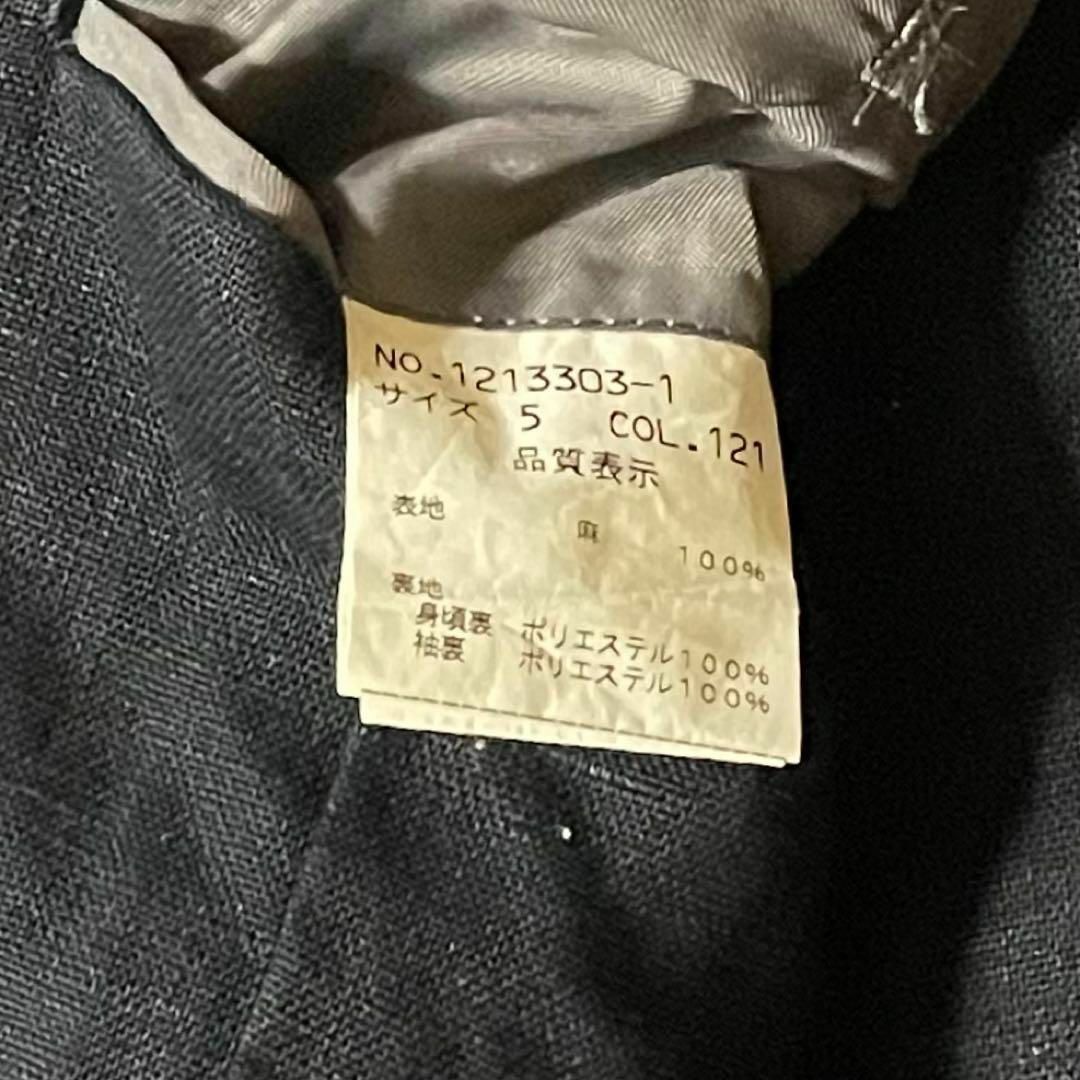 NO.1213303-1
サイズ 5 COL.121
品質表示
表地 麻 100%
裏地
身頃裏 ポリエステル100%
袖裏 ポリエステル100%